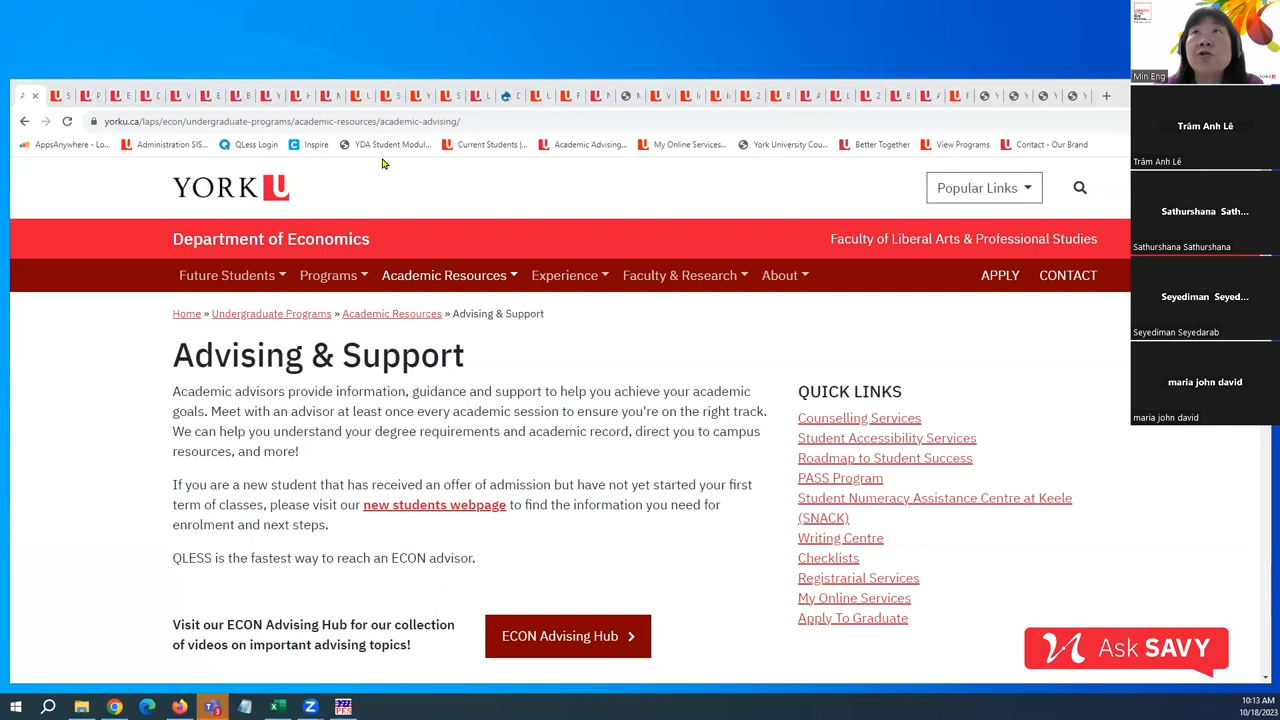 Min Eng
Trâm Anh Lê
Trâm Anh Lê
Sathurshana Sath...
Sathurshana Sathurshana
Seyediman Seyed...
Seyediman Seyedarab
maria john david
maria john david
yorku.ca/laps/econ/undergraduate-programs/academic-resources/academic-advising/
AppsAnywhere - Lo... Administration SIS... QLess Login Inspire YDA Student Modul... Current Students |... Academic Advising... My Online Services... York University Cou... Better Together View Programs Contact - Our Brand
YORK U
Popular Links
Department of Economics
Faculty of Liberal Arts & Professional Studies
Future Students Programs Academic Resources Experience Faculty & Research About APPLY CONTACT
Home » Undergraduate Programs » Academic Resources » Advising & Support
Advising & Support
Academic advisors provide information, guidance and support to help you achieve your academic
goals. Meet with an advisor at least once every academic session to ensure you're on the right track.
We can help you understand your degree requirements and academic record, direct you to campus
resources, and more!
If you are a new student that has received an offer of admission but have not yet started your first
term of classes, please visit our new students webpage to find the information you need for
enrolment and next steps.
QLESS is the fastest way to reach an ECON advisor.
Visit our ECON Advising Hub for our collection
of videos on important advising topics!
ECON Advising Hub
QUICK LINKS
Counselling Services
Student Accessibility Services
Roadmap to Student Success
PASS Program
Student Numeracy Assistance Centre at Keele
(SNACK)
Writing Centre
Checklists
Registrarial Services
My Online Services
Apply To Graduate
Ask SAVY
10:13 AM
10/18/2023